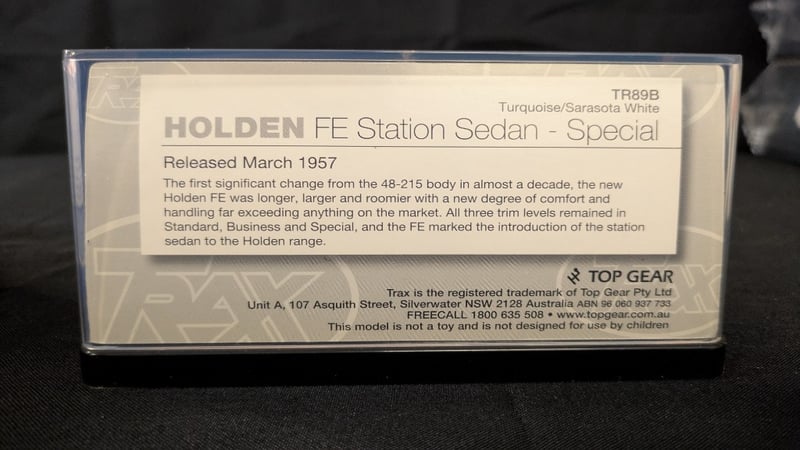 TR89B
Turquoise/Sarasota White
HOLDEN FE Station Sedan - Special
Released March 1957
The first significant change from the 48-215 body in almost a decade, the new
Holden FE was longer, larger and roomier with a new degree of comfort and
handling far exceeding anything on the market. All three trim levels remained in
Standard, Business and Special, and the FE marked the introduction of the station
sedan to the Holden range.
TOP GEAR
Trax is the registered trademark of Top Gear Pty Ltd
Unit A, 107 Asquith Street, Silverwater NSW 2128 Australia ABN 96 060 937 733
FREECALL 1800 635 508 • www.topgear.com.au
This model is not a toy and is not designed for use by children
TRAX